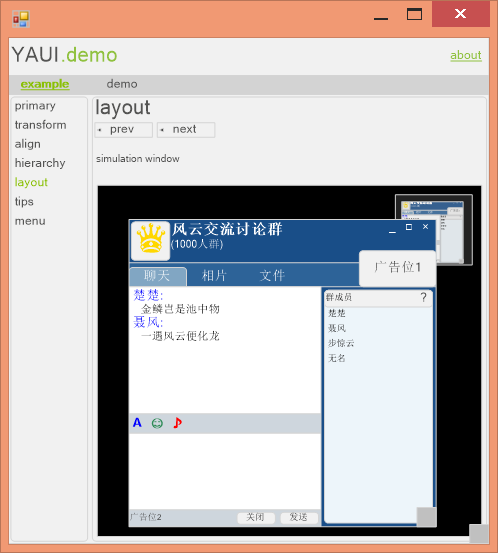 YAUI.demo
about
example
demo
primary
transform
align
hierarchy
layout
tips
menu
layout
prev
next
simulation window
风云交流讨论群
(1000人群)
聊天
相片
文件
广告位1
楚楚:
金鳞岂是池中物
聂风:
一遇风云便化龙
群成员
?
楚楚
聂风
步惊云
无名
A
广告位2
关闭
发送